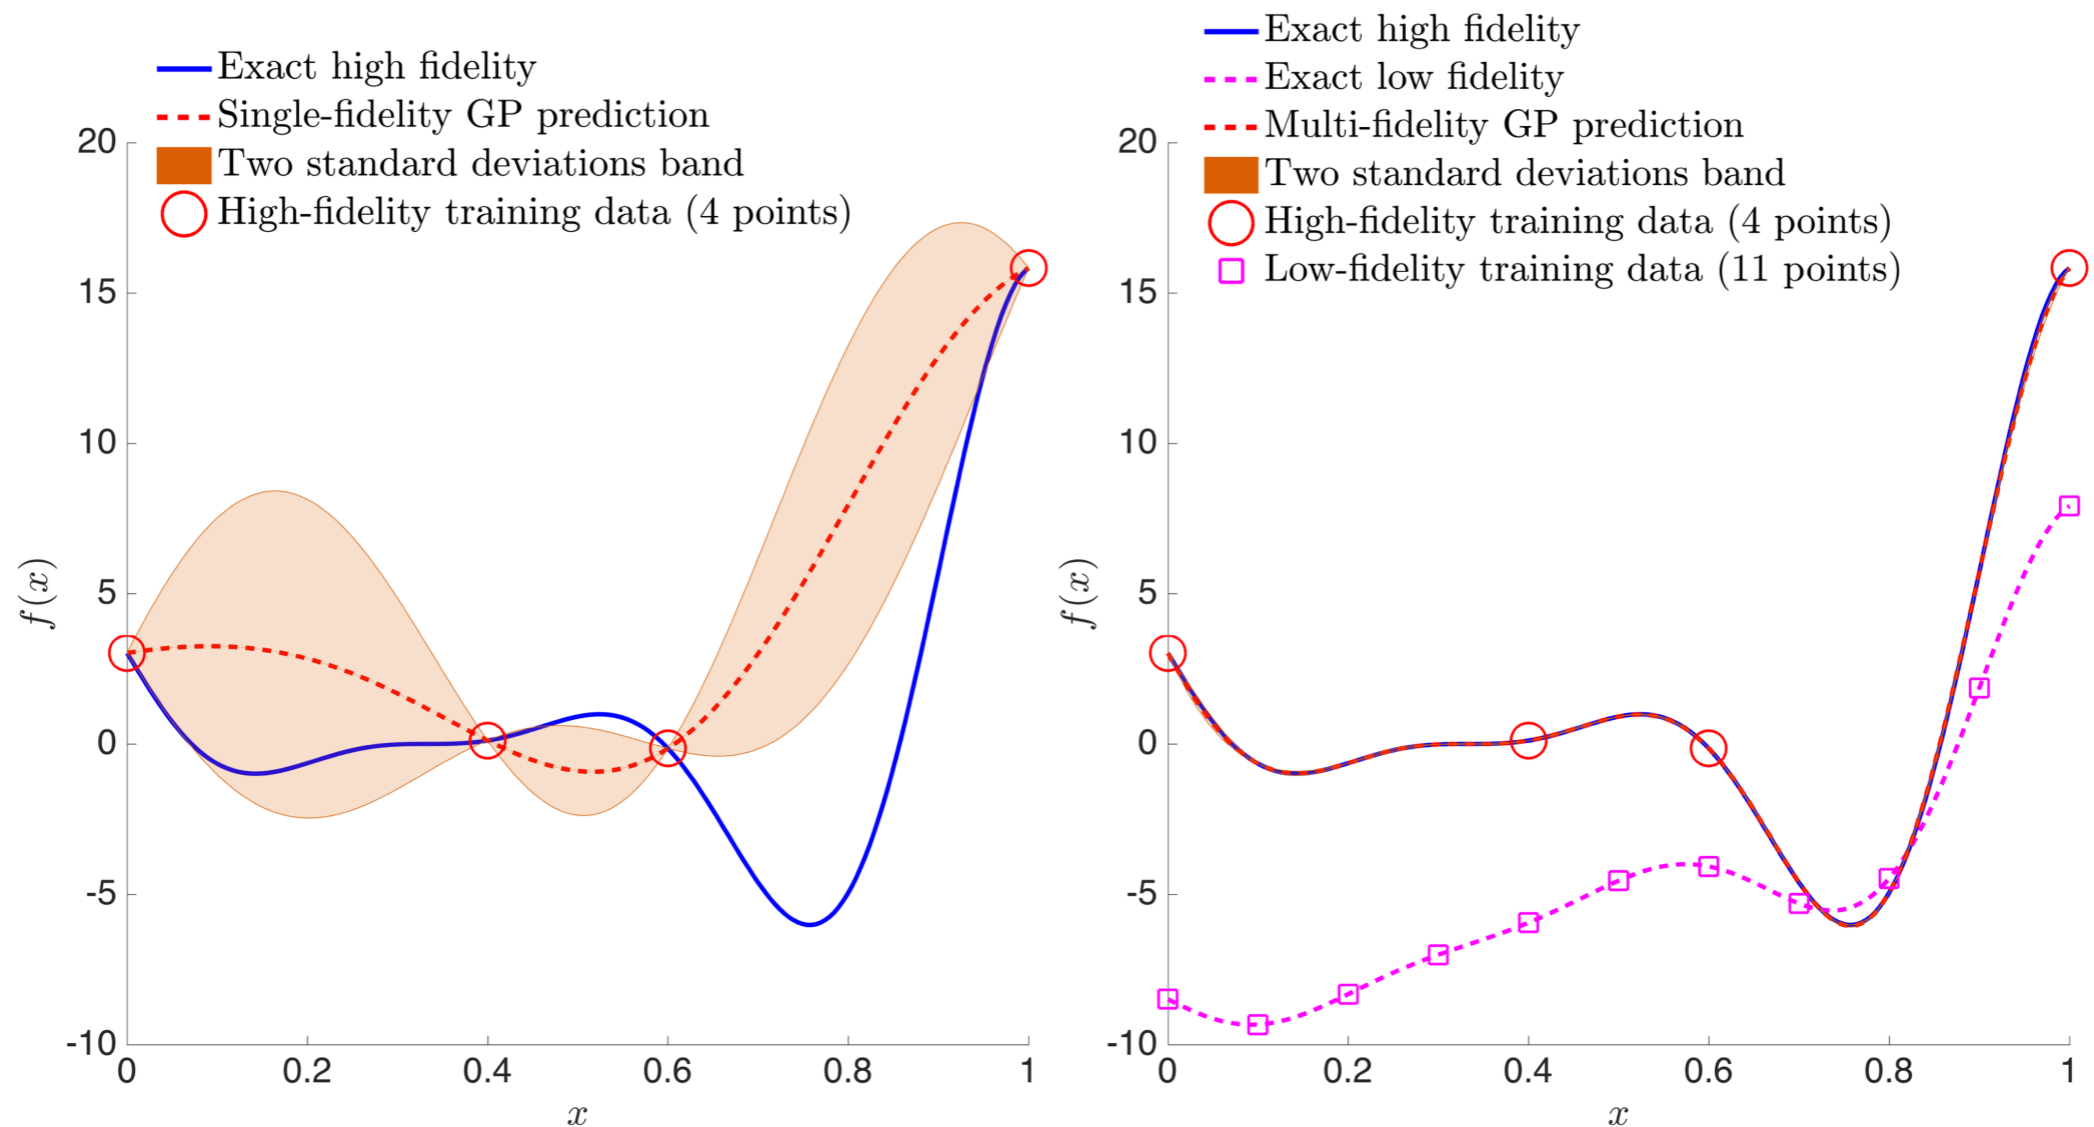 Exact high fidelity
Single-fidelity GP prediction
Two standard deviations band
High-fidelity training data (4 points)
20
15
10
5
0
-5
-10
f(x)
0 0.2 0.4 0.6 0.8 1
x
Exact high fidelity
Exact low fidelity
Multi-fidelity GP prediction
Two standard deviations band
High-fidelity training data (4 points)
Low-fidelity training data (11 points)
20
15
10
5
0
-5
-10
f(x)
0 0.2 0.4 0.6 0.8 1
x